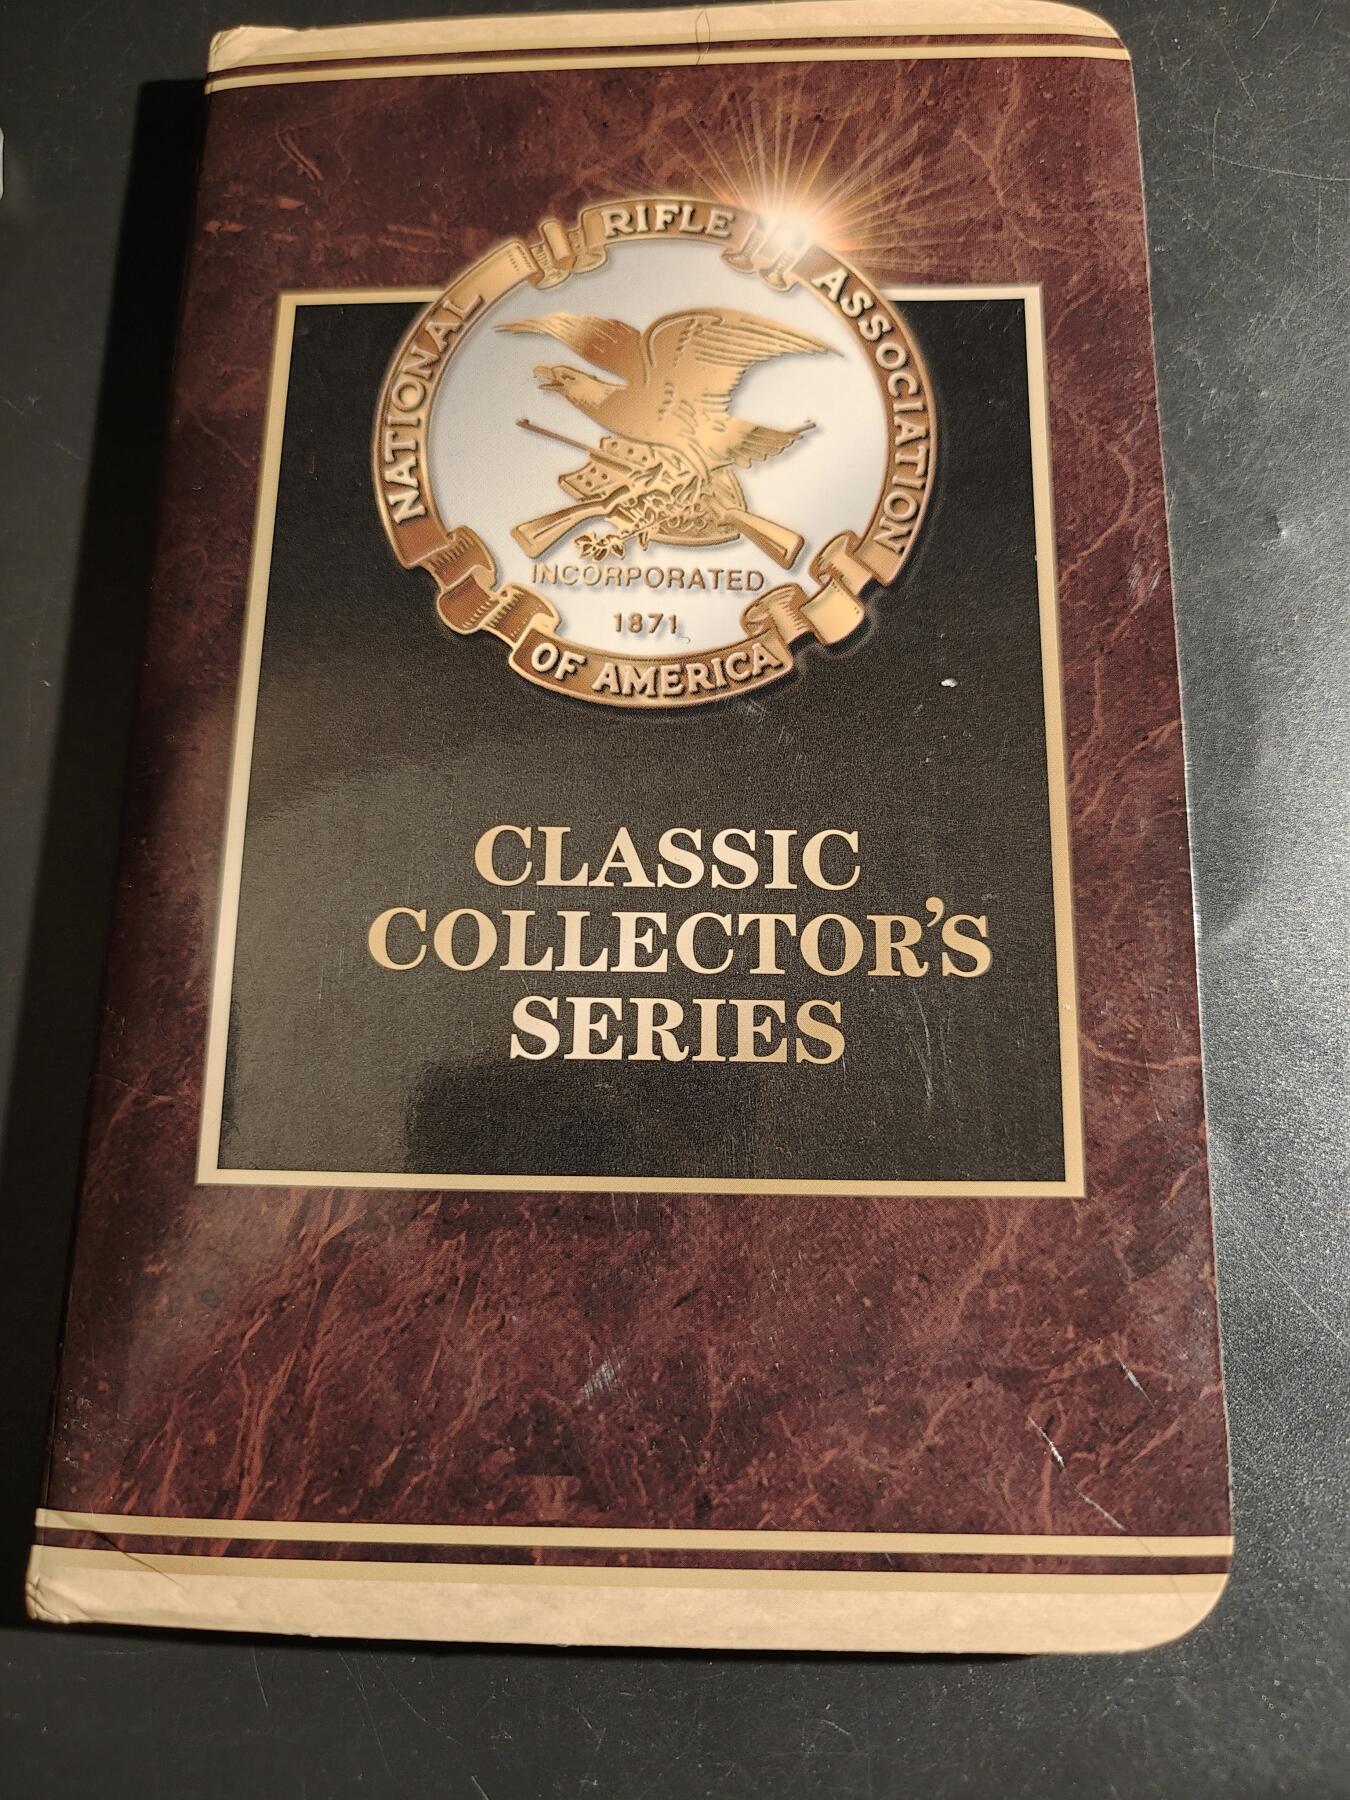 NATIONAL RIFLE ASSOCIATION
INCORPORATED
1871
OF AMERICA
CLASSIC
COLLECTOR'S
SERIES